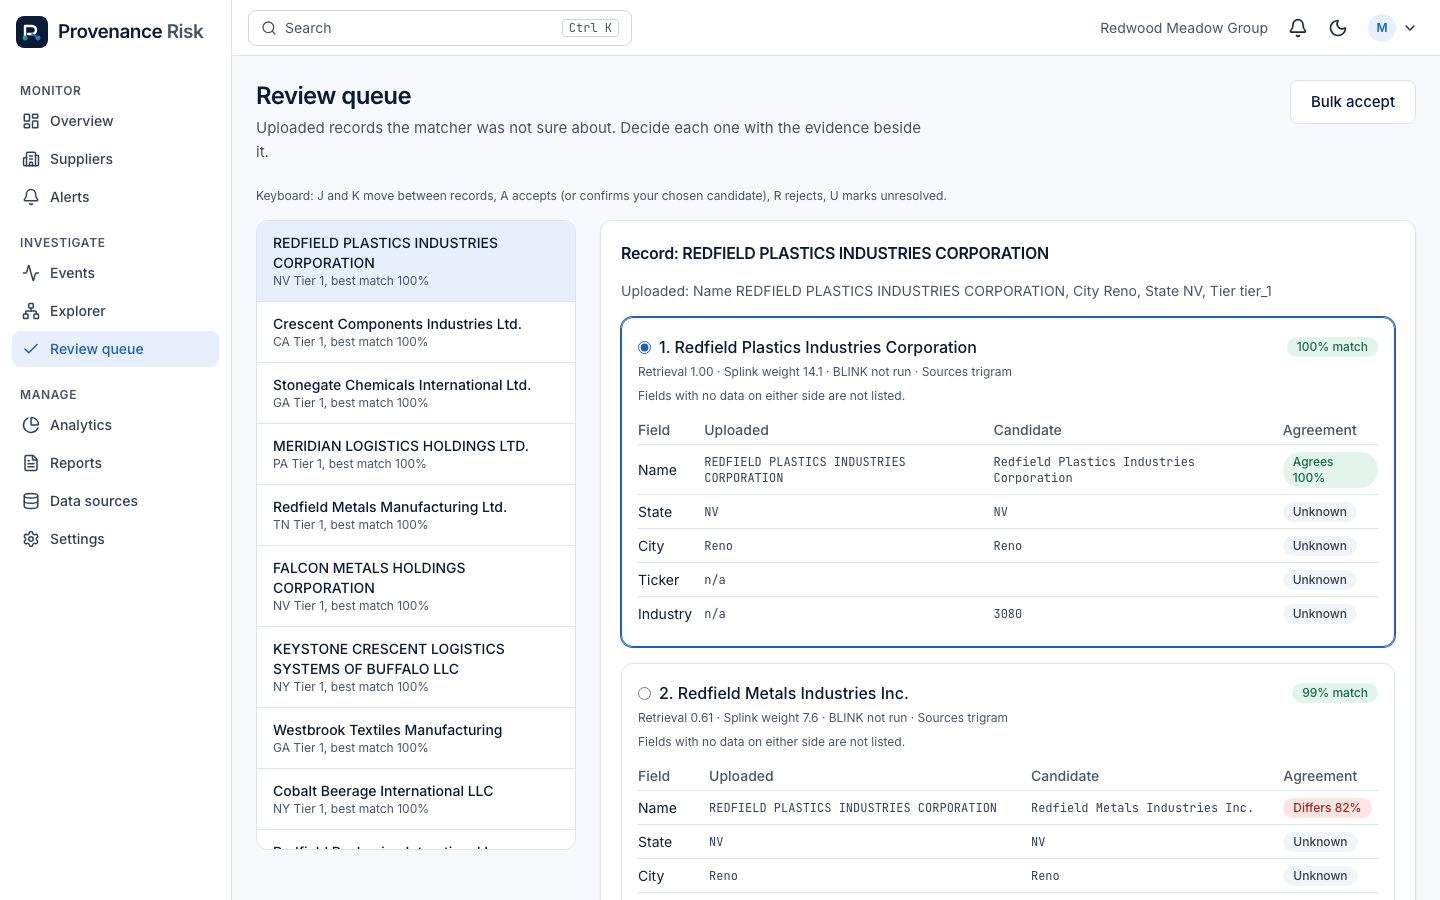 Provenance Risk
Search
Ctrl K
Redwood Meadow Group
M
MONITOR
Overview
Suppliers
Alerts
INVESTIGATE
Events
Explorer
Review queue
MANAGE
Analytics
Reports
Data sources
Settings
Review queue
Bulk accept
Uploaded records the matcher was not sure about. Decide each one with the evidence beside
it.
Keyboard: J and K move between records, A accepts (or confirms your chosen candidate), R rejects, U marks unresolved.
REDFIELD PLASTICS INDUSTRIES
CORPORATION
NV Tier 1, best match 100%
Crescent Components Industries Ltd.
CA Tier 1, best match 100%
Stonegate Chemicals International Ltd.
GA Tier 1, best match 100%
MERIDIAN LOGISTICS HOLDINGS LTD.
PA Tier 1, best match 100%
Redfield Metals Manufacturing Ltd.
TN Tier 1, best match 100%
FALCON METALS HOLDINGS
CORPORATION
NV Tier 1, best match 100%
KEYSTONE CRESCENT LOGISTICS
SYSTEMS OF BUFFALO LLC
NY Tier 1, best match 100%
Westbrook Textiles Manufacturing
GA Tier 1, best match 100%
Cobalt Beerage International LLC
NY Tier 1, best match 100%
Record: REDFIELD PLASTICS INDUSTRIES CORPORATION
Uploaded: Name REDFIELD PLASTICS INDUSTRIES CORPORATION, City Reno, State NV, Tier tier_1
1. Redfield Plastics Industries Corporation
100% match
Retrieval 1.00 · Splink weight 14.1 · BLINK not run · Sources trigram
Fields with no data on either side are not listed.
Field Uploaded Candidate Agreement
Name REDFIELD PLASTICS INDUSTRIES CORPORATION Redfield Plastics Industries Corporation Agrees 100%
State NV NV Unknown
City Reno Reno Unknown
Ticker n/a Unknown
Industry n/a 3080 Unknown
2. Redfield Metals Industries Inc.
99% match
Retrieval 0.61 · Splink weight 7.6 · BLINK not run · Sources trigram
Fields with no data on either side are not listed.
Field Uploaded Candidate Agreement
Name REDFIELD PLASTICS INDUSTRIES CORPORATION Redfield Metals Industries Inc. Differs 82%
State NV NV Unknown
City Reno Reno Unknown